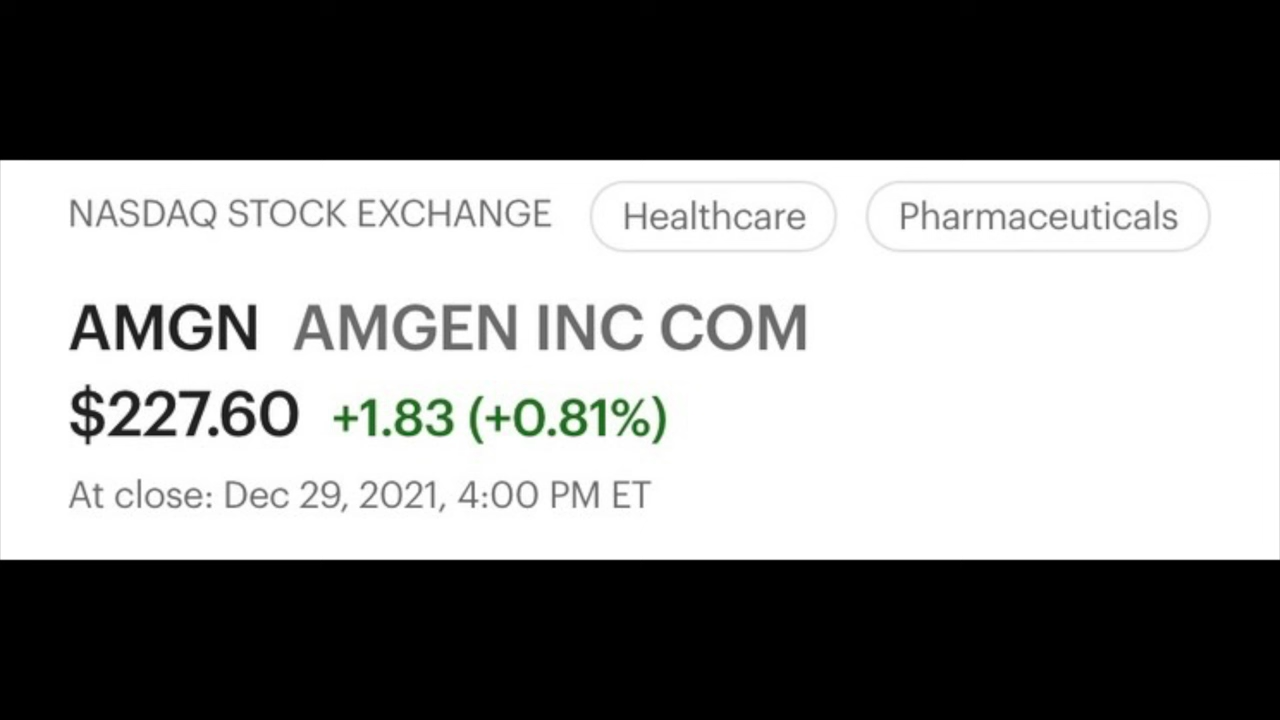 NASDAQ STOCK EXCHANGE Healthcare Pharmaceuticals
AMGN AMGEN INC COM
$227.60 +1.83 (+0.81%)
At close: Dec 29, 2021, 4:00 PM ET